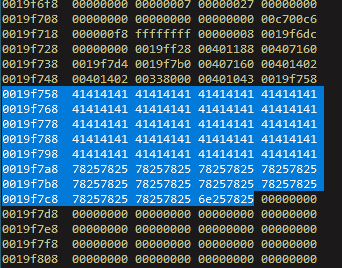 0019f6f8 00000000 00000007 00000027 00000000
0019f708 00000000 00000000 00000000 00c700c6
0019f718 000000f8 ffffffff 00000008 0019f6dc
0019f728 00000000 0019ff28 00401188 00407160
0019f738 0019f7d4 0019f7b0 00407160 00401402
0019f748 00401402 00338000 00401043 0019f758
0019f758 41414141 41414141 41414141 41414141
0019f768 41414141 41414141 41414141 41414141
0019f778 41414141 41414141 41414141 41414141
0019f788 41414141 41414141 41414141 41414141
0019f798 41414141 41414141 41414141 41414141
0019f7a8 78257825 78257825 78257825 78257825
0019f7b8 78257825 78257825 78257825 78257825
0019f7c8 78257825 6e257825 00000000 00000000
0019f7d8 00000000 00000000 00000000 00000000
0019f7e8 00000000 00000000 00000000 00000000
0019f7f8 00000000 00000000 00000000 00000000
0019f808 00000000 00000000 00000000 00000000